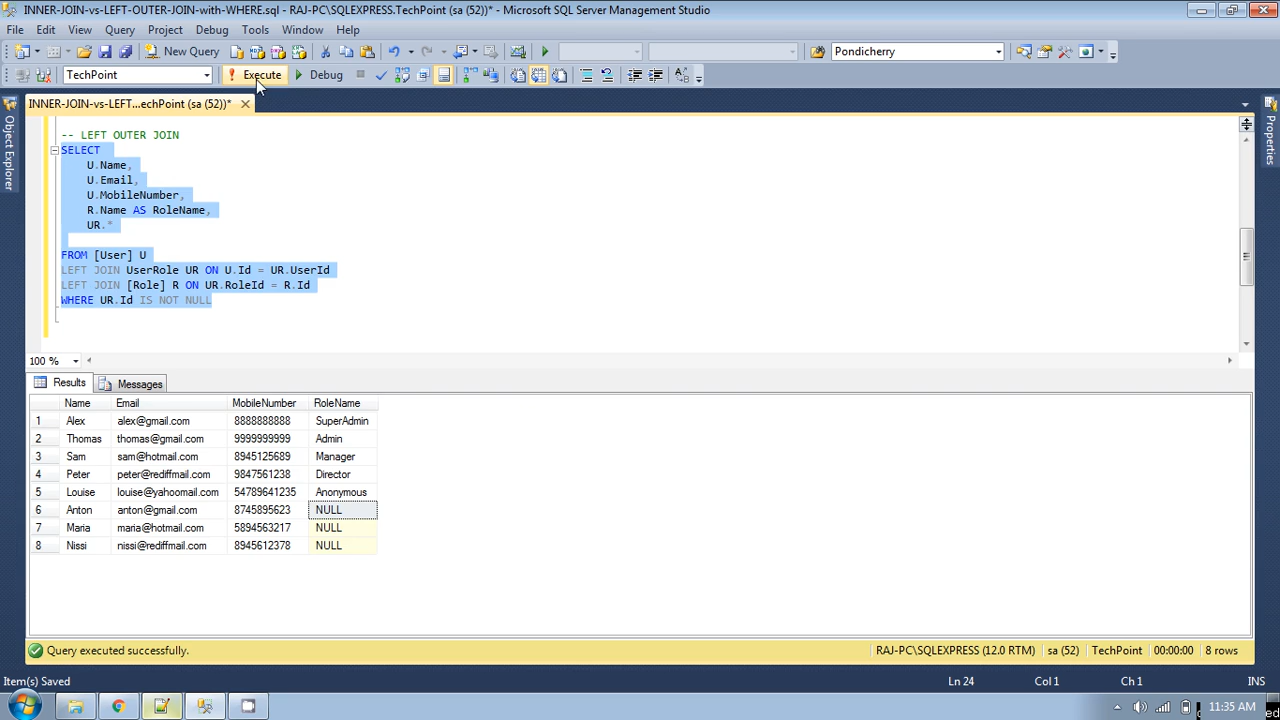 INNER-JOIN-vs-LEFT-OUTER-JOIN-with-WHERE.sql - RAJ-PC\SQLEXPRESS.TechPoint (sa (52))* - Microsoft SQL Server Management Studio
File Edit View Query Project Debug Tools Window Help
New Query Pondicherry
TechPoint Execute Debug
INNER-JOIN-vs-LEFT...echPoint (sa (52))*
Object Explorer
Properties
-- LEFT OUTER JOIN
SELECT
U.Name,
U.Email,
U.MobileNumber,
R.Name AS RoleName,
UR.*
FROM [User] U
LEFT JOIN UserRole UR ON U.Id = UR.UserId
LEFT JOIN [Role] R ON UR.RoleId = R.Id
WHERE UR.Id IS NOT NULL
100 %
Results Messages
Name Email MobileNumber RoleName
1 Alex alex@gmail.com 8888888888 SuperAdmin
2 Thomas thomas@gmail.com 9999999999 Admin
3 Sam sam@hotmail.com 8945125689 Manager
4 Peter peter@rediffmail.com 9847561238 Director
5 Louise louise@yahoomail.com 54789641235 Anonymous
6 Anton anton@gmail.com 8745895623 NULL
7 Maria maria@hotmail.com 5894563217 NULL
8 Nissi nissi@rediffmail.com 8945612378 NULL
Query executed successfully. RAJ-PC\SQLEXPRESS (12.0 RTM) sa (52) TechPoint 00:00:00 8 rows
Item(s) Saved Ln 24 Col 1 Ch 1 INS
11:35 AM